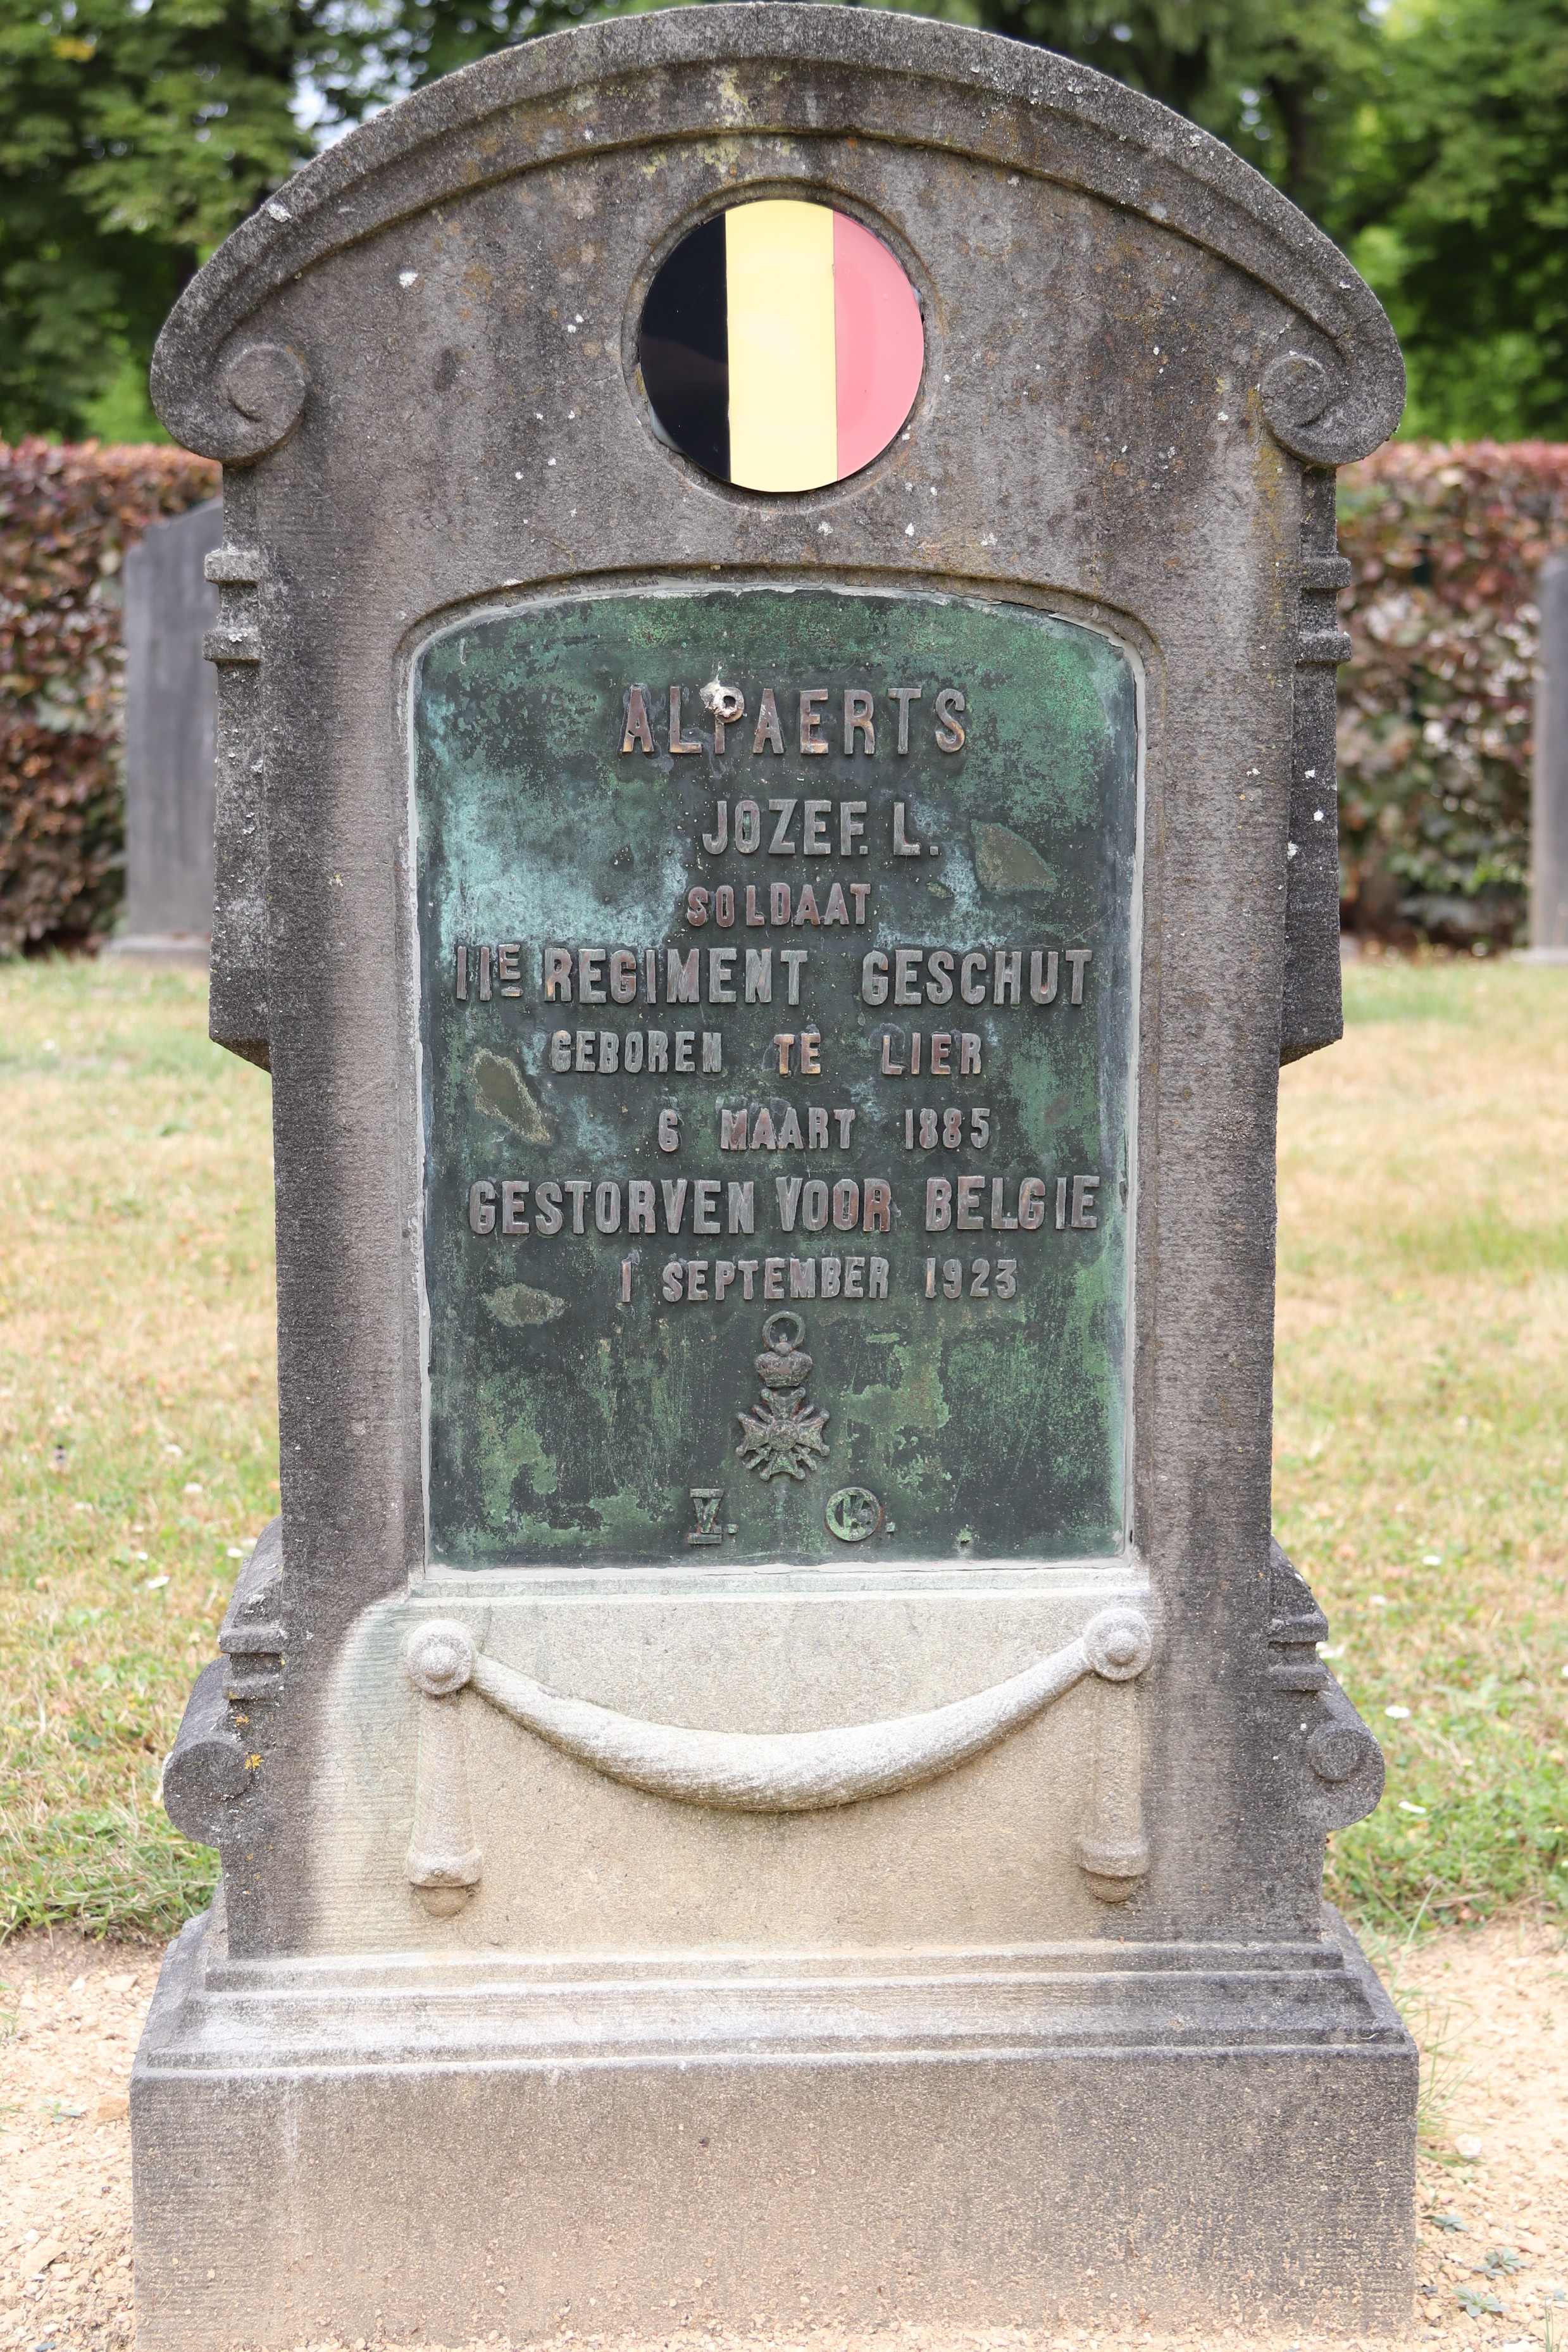 ALPAERTS
JOZEF. L.
SOLDAAT
11E REGIMENT GESCHUT
GEBOREN TE LIER
6 MAART 1885
GESTORVEN VOOR BELGIE
1 SEPTEMBER 1923
V. C.K.